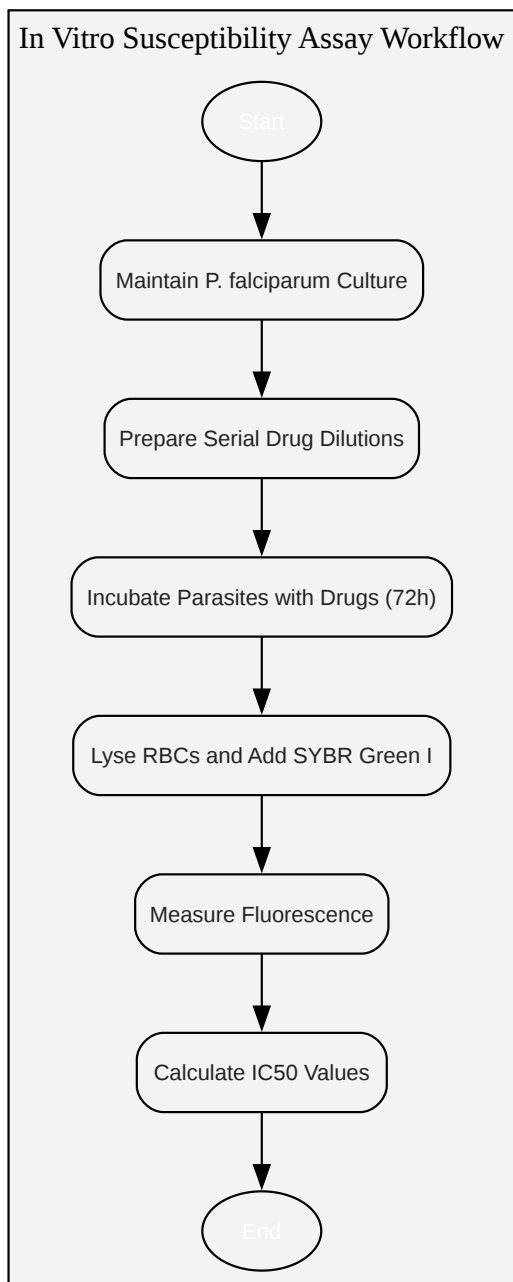 In Vitro Susceptibility Assay Workflow
Start
Maintain P. falciparum Culture
Prepare Serial Drug Dilutions
Incubate Parasites with Drugs (72h)
Lyse RBCs and Add SYBR Green I
Measure Fluorescence
Calculate IC50 Values
End